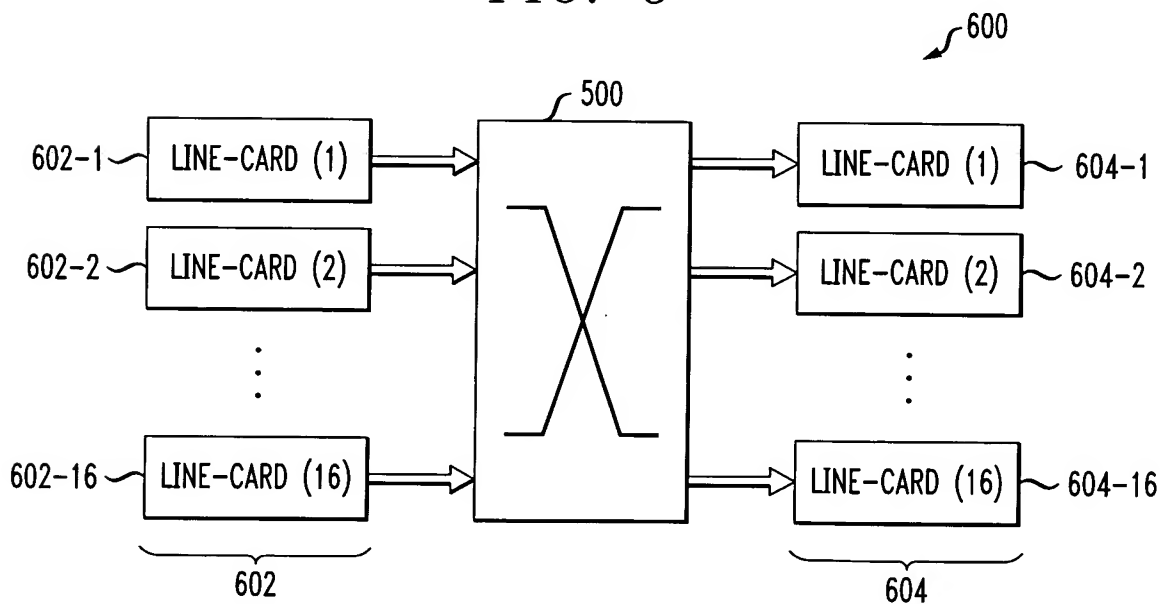 600
500
602-1 LINE-CARD (1) LINE-CARD (1) 604-1
602-2 LINE-CARD (2) LINE-CARD (2) 604-2
602-16 LINE-CARD (16) LINE-CARD (16) 604-16
602 604